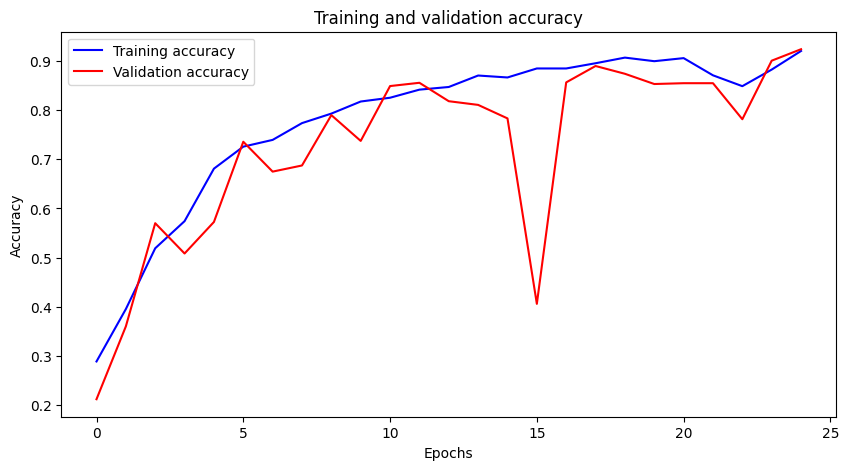 Training and validation accuracy
Training accuracy
Validation accuracy
0.9
0.8
0.7
0.6
0.5
0.4
0.3
0.2
Accuracy
0 5 10 15 20 25
Epochs